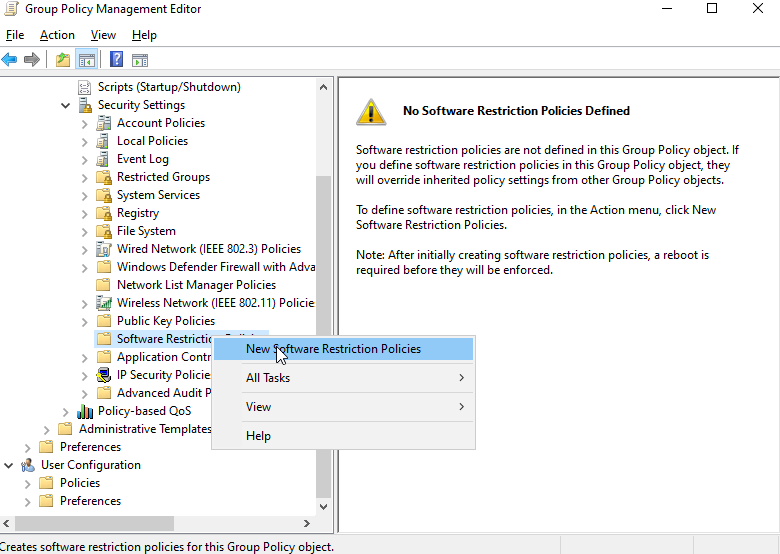 Group Policy Management Editor
File Action View Help
Scripts (Startup/Shutdown)
Security Settings
Account Policies
Local Policies
Event Log
Restricted Groups
System Services
Registry
File System
Wired Network (IEEE 802.3) Policies
Windows Defender Firewall with Adva
Network List Manager Policies
Wireless Network (IEEE 802.11) Policie
Public Key Policies
Software Restriction
Application Contr
IP Security Policie
Advanced Audit P
Policy-based QoS
Administrative Templates
Preferences
User Configuration
Policies
Preferences
New Software Restriction Policies
All Tasks
View
Help
No Software Restriction Policies Defined
Software restriction policies are not defined in this Group Policy object. If
you define software restriction policies in this Group Policy object, they
will override inherited policy settings from other Group Policy objects.
To define software restriction policies, in the Action menu, click New
Software Restriction Policies.
Note: After initially creating software restriction policies, a reboot is
required before they will be enforced.
Creates software restriction policies for this Group Policy object.